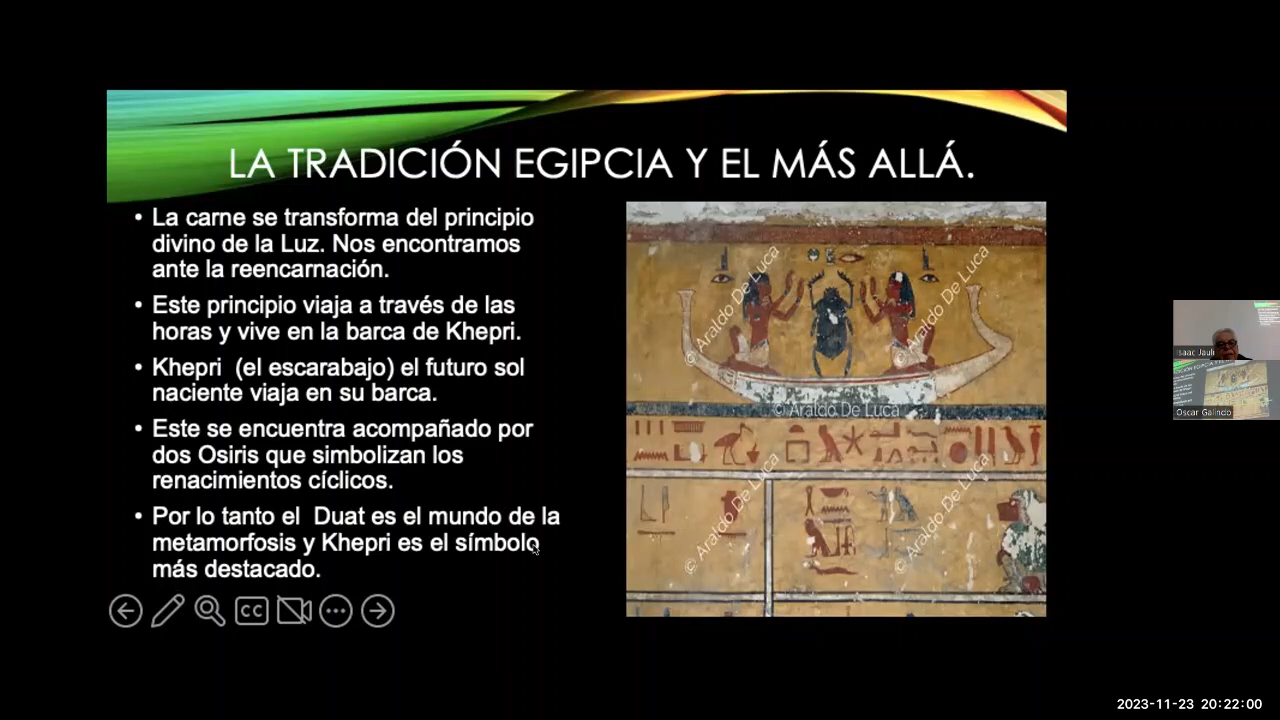 LA TRADICIÓN EGIPCIA Y EL MÁS ALLÁ.
• La carne se transforma del principio
divino de la Luz. Nos encontramos
ante la reencarnación.
• Este principio viaja a través de las
horas y vive en la barca de Khepri.
• Khepri  (el escarabajo) el futuro sol
naciente viaja en su barca.
• Este se encuentra acompañado por
dos Osiris que simbolizan los
renacimientos cíclicos.
• Por lo tanto el  Duat es el mundo de la
metamorfosis y Khepri es el símbolo
más destacado.
CC
© Araldo De Luca
© Araldo De Luca
© Araldo De Luca
© Araldo De Luca
© Araldo De Luca
Isaac Jauli
Oscar Galindo
2023-11-23 20:22:00